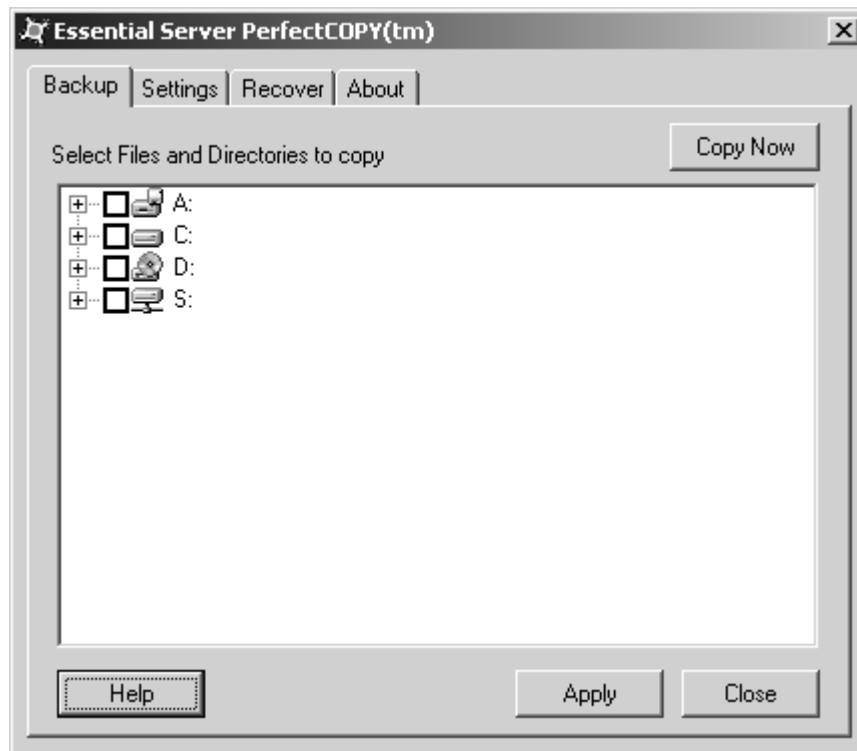 Essential Server PerfectCOPY(tm)
Backup Settings Recover About
Select Files and Directories to copy
Copy Now
A:
C:
D:
S:
Help Apply Close